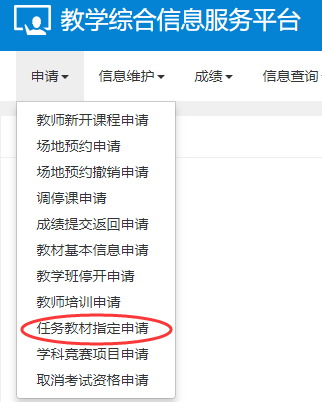 教学综合信息服务平台
申请 信息维护 成绩 信息查询
教师新开课程申请
场地预约申请
场地预约撤销申请
调停课申请
成绩提交返回申请
教材基本信息申请
教学班停开申请
教师培训申请
任务教材指定申请
学科竞赛项目申请
取消考试资格申请